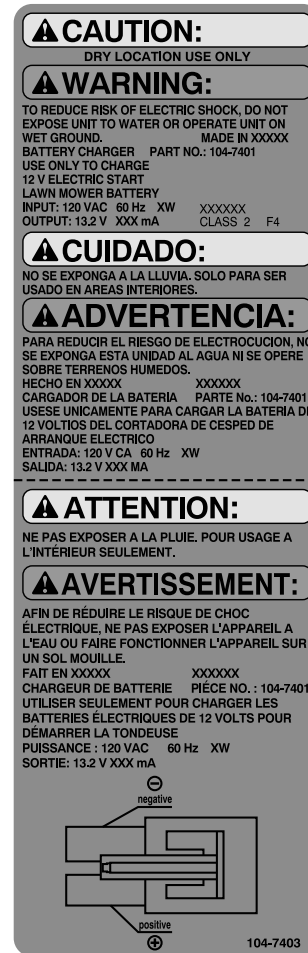 CAUTION:
DRY LOCATION USE ONLY
WARNING:
TO REDUCE RISK OF ELECTRIC SHOCK, DO NOT
EXPOSE UNIT TO WATER OR OPERATE UNIT ON
WET GROUND. MADE IN XXXXX
BATTERY CHARGER PART NO.: 104-7401
USE ONLY TO CHARGE
12 V ELECTRIC START
LAWN MOWER BATTERY
INPUT: 120 VAC 60 Hz XW XXXXXX
OUTPUT: 13.2 V XXX mA CLASS 2 F4
CUIDADO:
NO SE EXPONGA A LA LLUVIA. SOLO PARA SER
USADO EN AREAS INTERIORES.
ADVERTENCIA:
PARA REDUCIR EL RIESGO DE ELECTROCUCION, NO
SE EXPONGA ESTA UNIDAD AL AGUA NI SE OPERE
SOBRE TERRENOS HUMEDOS.
HECHO EN XXXXX XXXXXX
CARGADOR DE LA BATERIA PARTE No.: 104-7401
USESE UNICAMENTE PARA CARGAR LA BATERIA DE
12 VOLTIOS DEL CORTADORA DE CESPED DE
ARRANQUE ELECTRICO
ENTRADA: 120 V CA 60 Hz XW
SALIDA: 13.2 V XXX MA
ATTENTION:
NE PAS EXPOSER A LA PLUIE. POUR USAGE A
L'INTÉRIEUR SEULEMENT.
AVERTISSEMENT:
AFIN DE RÉDUIRE LE RISQUE DE CHOC
ÉLECTRIQUE, NE PAS EXPOSER L'APPAREIL A
L'EAU OU FAIRE FONCTIONNER L'APPAREIL SUR
UN SOL MOUILLE.
FAIT EN XXXXX XXXXXX
CHARGEUR DE BATTERIE PIÉCE NO. : 104-7401
UTILISER SEULEMENT POUR CHARGER LES
BATTERIES ÉLECTRIQUES DE 12 VOLTS POUR
DÉMARRER LA TONDEUSE
PUISSANCE : 120 VAC 60 Hz XW
SORTIE: 13.2 V XXX mA
negative
positive
104-7403